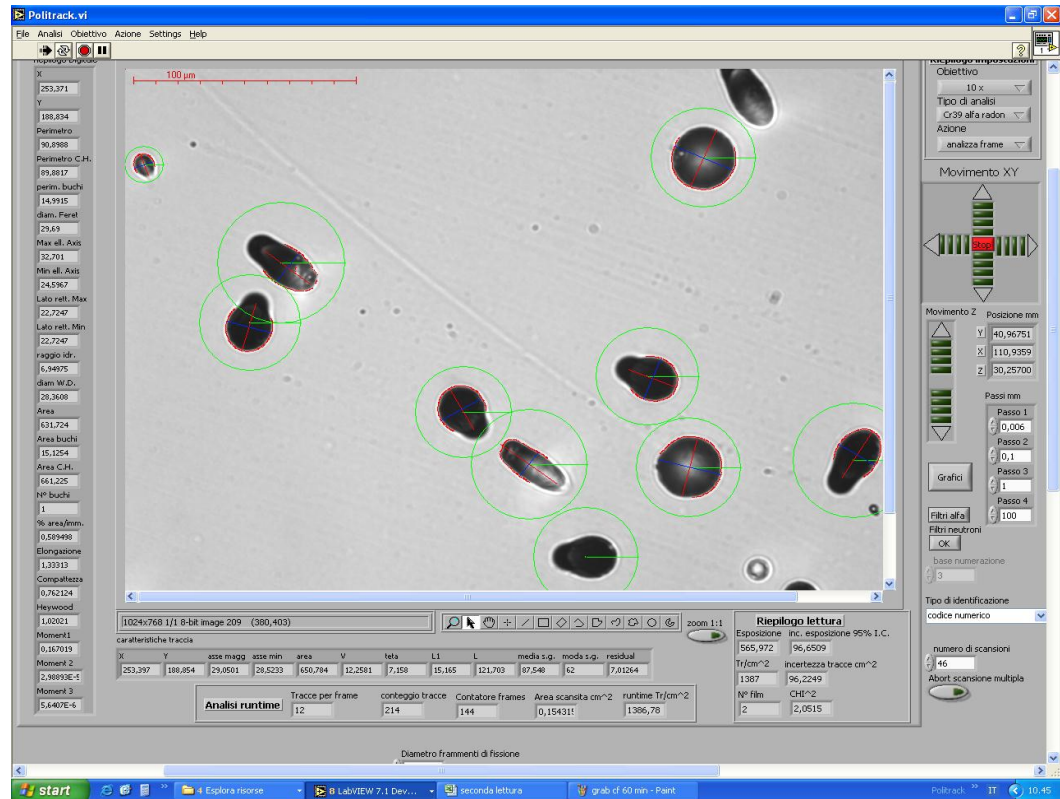 Politrack.vi
File Analisi Obiettivo Azione Settings Help
Riepilogo Digitale
X
253,371
Y
188,834
Perimetro
90,8988
Perimetro C.H.
89,8817
perim. buchi
14,9915
diam. Feret
29,69
Max ell. Axis
32,701
Min ell. Axis
24,5967
Lato rett. Max
22,7247
Lato rett. Min
22,7247
raggio idr.
6,94975
diam W.D.
28,3608
Area
631,724
Area buchi
15,1254
Area C.H.
661,225
N° buchi
1
% area/imm.
0,589498
Elongazione
1,33313
Compattezza
0,762124
Heywood
1,02021
Moment1
0,167019
Moment 2
2,98893E-5
Moment 3
5,6407E-6
100 µm
Riepilogo impostazioni
Obiettivo
10 x
Tipo di analisi
Cr39 alfa radon
Azione
analizza frame
Movimento XY
Stop!
Movimento Z
Posizione mm
Y 40,96751
X 110,9359
Z 30,25700
Passi mm
Passo 1
0,006
Passo 2
0,1
Passo 3
1
Passo 4
100
Grafici
Filtri alfa
Filtri neutroni
OK
base numerazione
3
Tipo di identificazione
codice numerico
numero di scansioni
46
Abort scansione multipla
1024x768 1/1 8-bit image 209 (380,403)
zoom 1:1
caratteristiche traccia
X Y asse magg asse min area V teta L1 L media s.g. moda s.g. residual
253,397 188,854 29,0501 28,5233 650,784 12,2581 7,158 15,165 121,703 87,548 62 7,01264
Analisi runtime
Tracce per frame conteggio tracce Contatore frames Area scansita cm^2 runtime Tr/cm^2
12 214 144 0,15431! 1386,78
Riepilogo lettura
Esposizione inc. esposizione 95% I.C.
565,972 96,6509
Tr/cm^2 incertezza tracce cm^2
1387 96,2249
N° film CHI^2
2 2,0515
Diametro frammenti di fissione
start
4 Esplora risorse
8 LabVIEW 7.1 Dev...
seconda lettura
grab cf 60 min - Paint
Politrack
IT
10.45